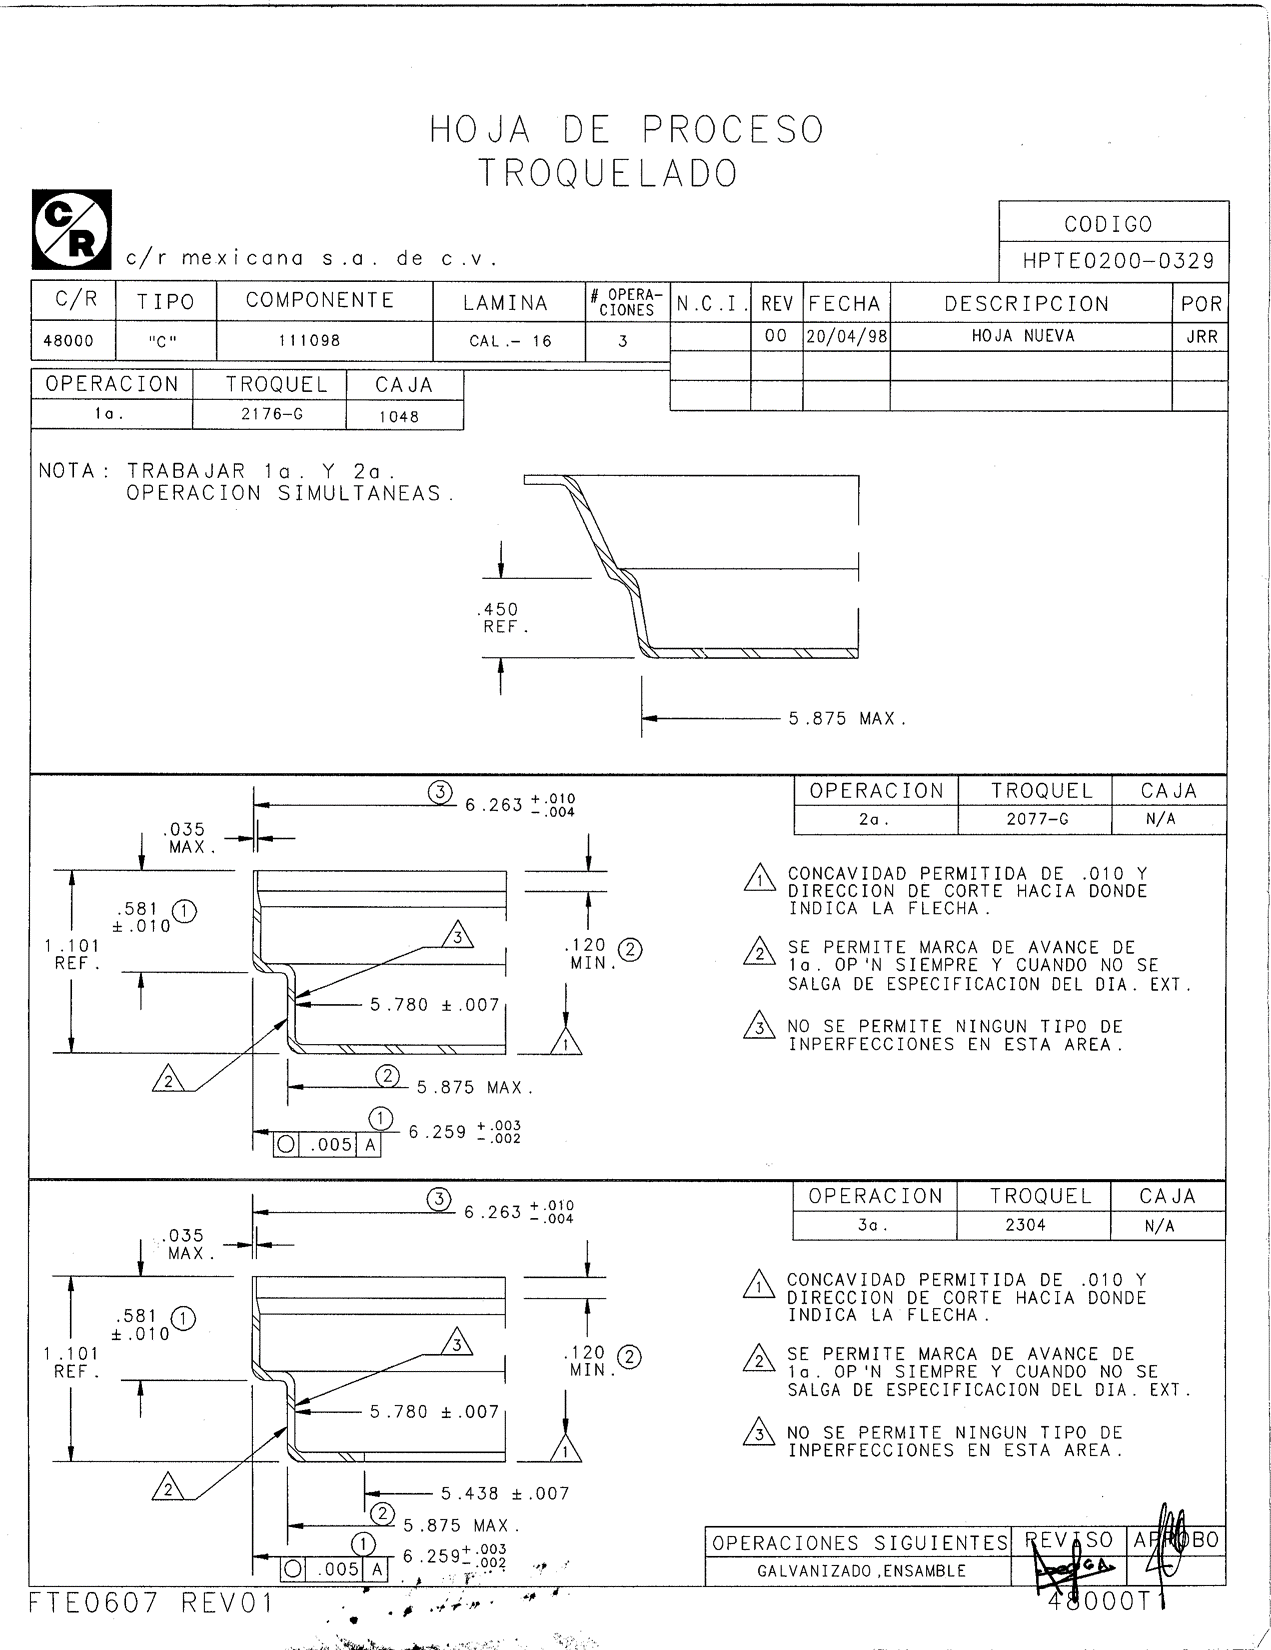 HOJA DE PROCESO
TROQUELADO
C/R
c/r mexicana s.a. de c.v.
CODIGO
HPTE0200-0329
C/R TIPO COMPONENTE LAMINA # OPERA-CIONES N.C.I. REV FECHA DESCRIPCION POR
48000 "C" 111098 CAL.- 16 3 00 20/04/98 HOJA NUEVA JRR
OPERACION TROQUEL CAJA
1a. 2176-G 1048
NOTA: TRABAJAR 1a. Y 2a.
OPERACION SIMULTANEAS.
.450
REF.
5.875 MAX.
OPERACION TROQUEL CAJA
2a. 2077-G N/A
3 6.263 +.010 -.004
.035
MAX.
.581 1
±.010
1.101
REF.
3
.120 2
MIN.
5.780 ±.007
1
2
2 5.875 MAX.
1 6.259 +.003 -.002
○ .005 A
1 CONCAVIDAD PERMITIDA DE .010 Y
DIRECCION DE CORTE HACIA DONDE
INDICA LA FLECHA.
2 SE PERMITE MARCA DE AVANCE DE
1a. OP'N SIEMPRE Y CUANDO NO SE
SALGA DE ESPECIFICACION DEL DIA. EXT.
3 NO SE PERMITE NINGUN TIPO DE
INPERFECCIONES EN ESTA AREA.
OPERACION TROQUEL CAJA
3a. 2304 N/A
3 6.263 +.010 -.004
.035
MAX.
.581 1
±.010
1.101
REF.
3
.120 2
MIN.
5.780 ±.007
1
2
5.438 ±.007
2 5.875 MAX.
1 6.259 +.003 -.002
○ .005 A
1 CONCAVIDAD PERMITIDA DE .010 Y
DIRECCION DE CORTE HACIA DONDE
INDICA LA FLECHA.
2 SE PERMITE MARCA DE AVANCE DE
1a. OP'N SIEMPRE Y CUANDO NO SE
SALGA DE ESPECIFICACION DEL DIA. EXT.
3 NO SE PERMITE NINGUN TIPO DE
INPERFECCIONES EN ESTA AREA.
OPERACIONES SIGUIENTES REVISO APROBO
GALVANIZADO,ENSAMBLE
FTE0607 REV01
48000T1